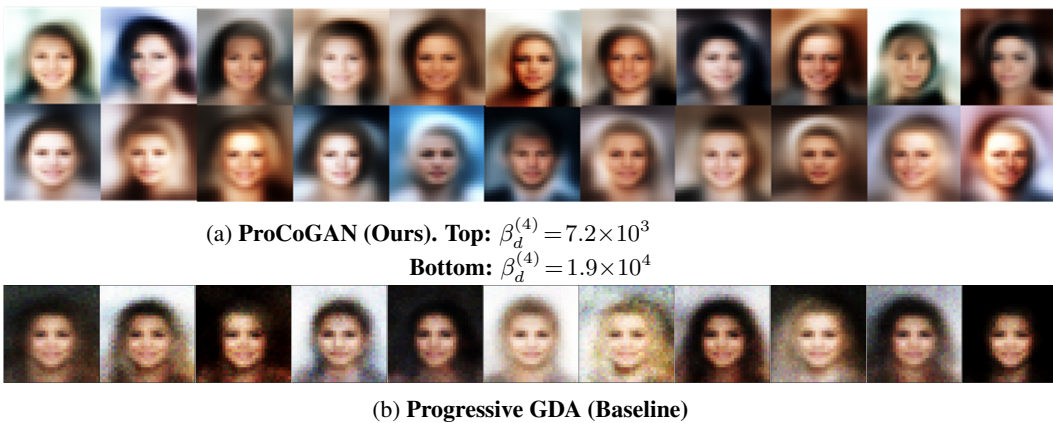 (a) ProCoGAN (Ours). Top: β_d^{(4)} = 7.2×10^3
Bottom: β_d^{(4)} = 1.9×10^4
(b) Progressive GDA (Baseline)